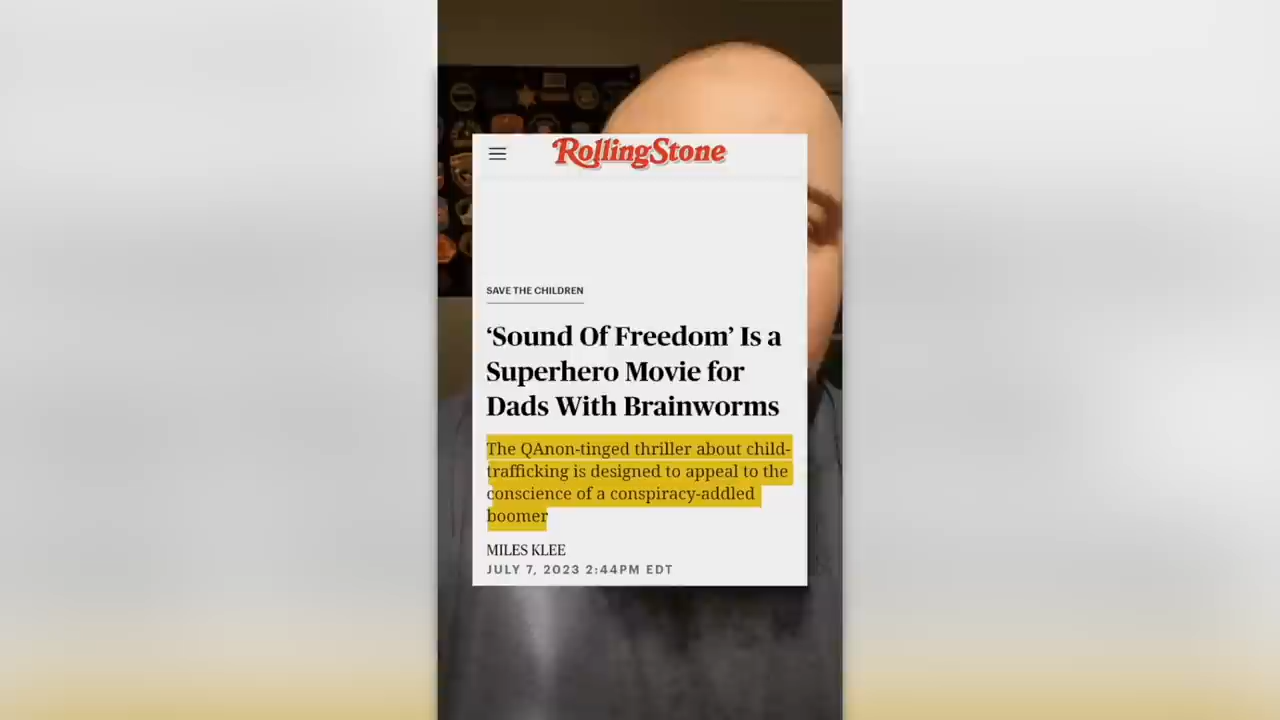 RollingStone
SAVE THE CHILDREN
‘Sound Of Freedom’ Is a
Superhero Movie for
Dads With Brainworms
The QAnon-tinged thriller about child-
trafficking is designed to appeal to the
conscience of a conspiracy-addled
boomer
MILES KLEE
JULY 7, 2023 2:44PM EDT